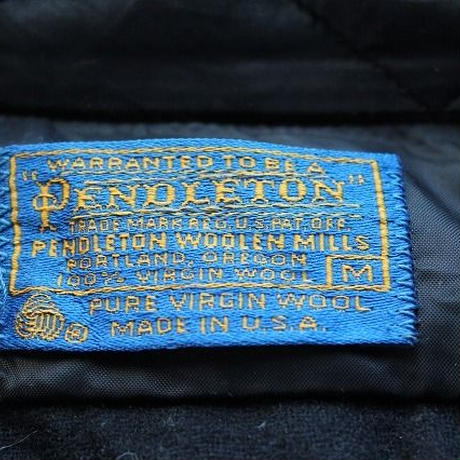 WARRANTED TO BE A
"PENDLETON"
TRADE MARK REG. U.S. PAT. OFF.
PENDLETON WOOLEN MILLS
PORTLAND, OREGON
100% VIRGIN WOOL M
PURE VIRGIN WOOL
® MADE IN U.S.A.